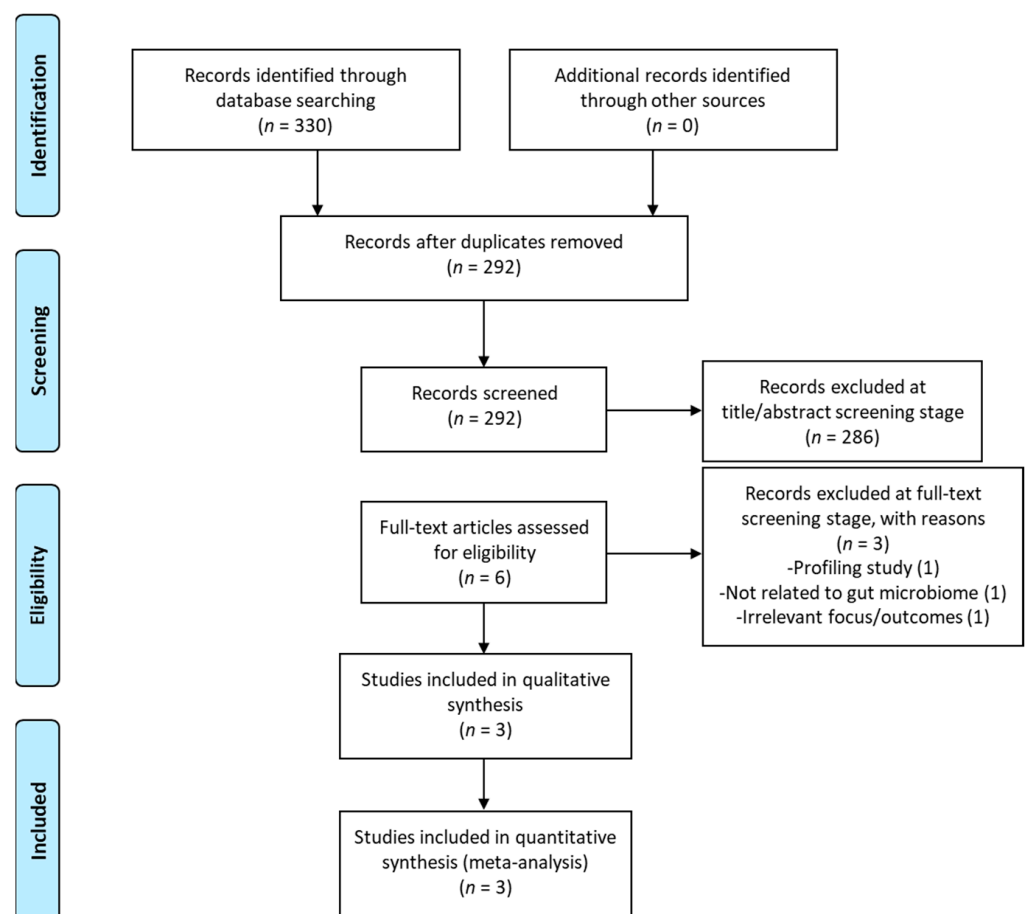 Identification
Records identified through
database searching
(n = 330)
Additional records identified
through other sources
(n = 0)
Records after duplicates removed
(n = 292)
Screening
Records screened
(n = 292)
Records excluded at
title/abstract screening stage
(n = 286)
Eligibility
Full-text articles assessed
for eligibility
(n = 6)
Records excluded at full-text
screening stage, with reasons
(n = 3)
-Profiling study (1)
-Not related to gut microbiome (1)
-Irrelevant focus/outcomes (1)
Studies included in qualitative
synthesis
(n = 3)
Included
Studies included in quantitative
synthesis (meta-analysis)
(n = 3)